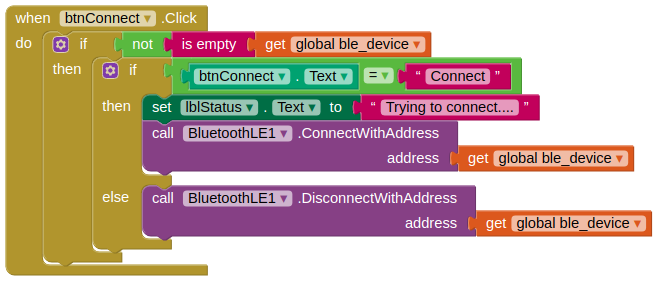 when btnConnect .Click
do if not is empty get global ble_device
then if btnConnect . Text = “ Connect ”
then set lblStatus . Text to “ Trying to connect.... ”
call BluetoothLE1 .ConnectWithAddress
address get global ble_device
else call BluetoothLE1 .DisconnectWithAddress
address get global ble_device